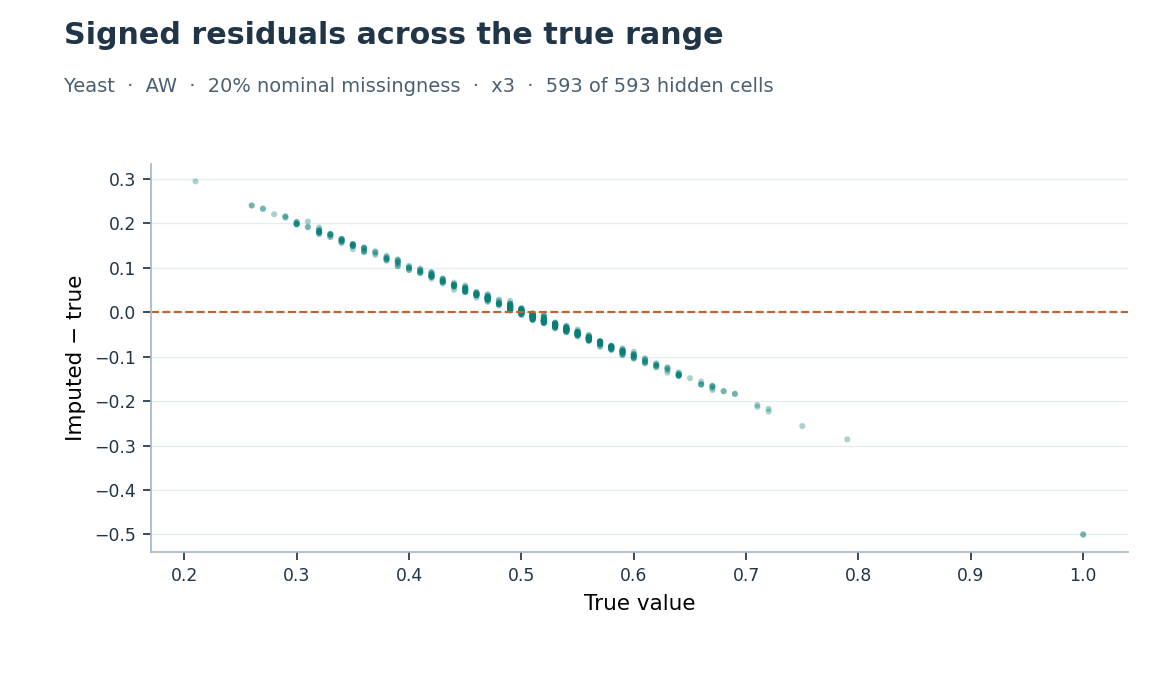 Signed residuals across the true range
Yeast · AW · 20% nominal missingness · x3 · 593 of 593 hidden cells
Imputed − true
0.3
0.2
0.1
0.0
−0.1
−0.2
−0.3
−0.4
−0.5
0.2 0.3 0.4 0.5 0.6 0.7 0.8 0.9 1.0
True value